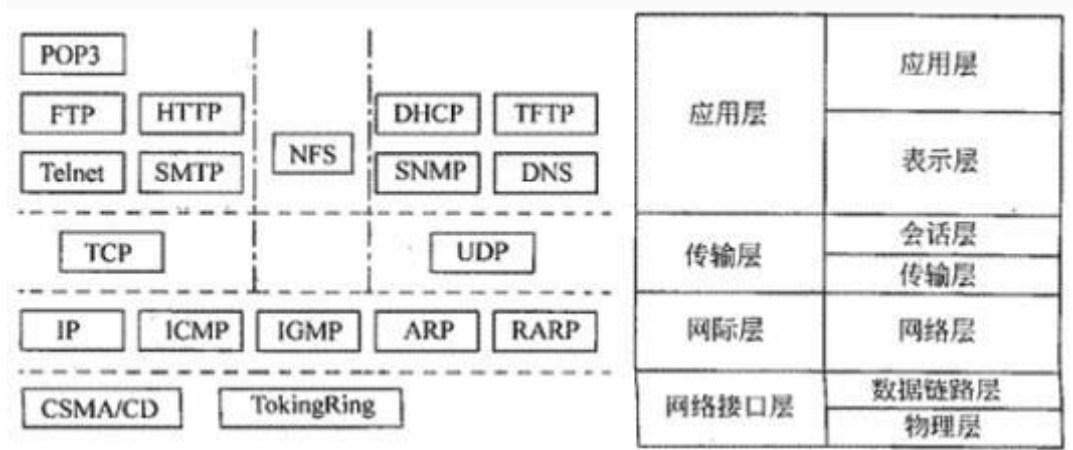 POP3
FTP HTTP DHCP TFTP
NFS
Telnet SMTP SNMP DNS
TCP UDP
IP ICMP IGMP ARP RARP
CSMA/CD TokingRing
应用层 应用层
表示层
传输层 会话层
传输层
网际层 网络层
网络接口层 数据链路层
物理层